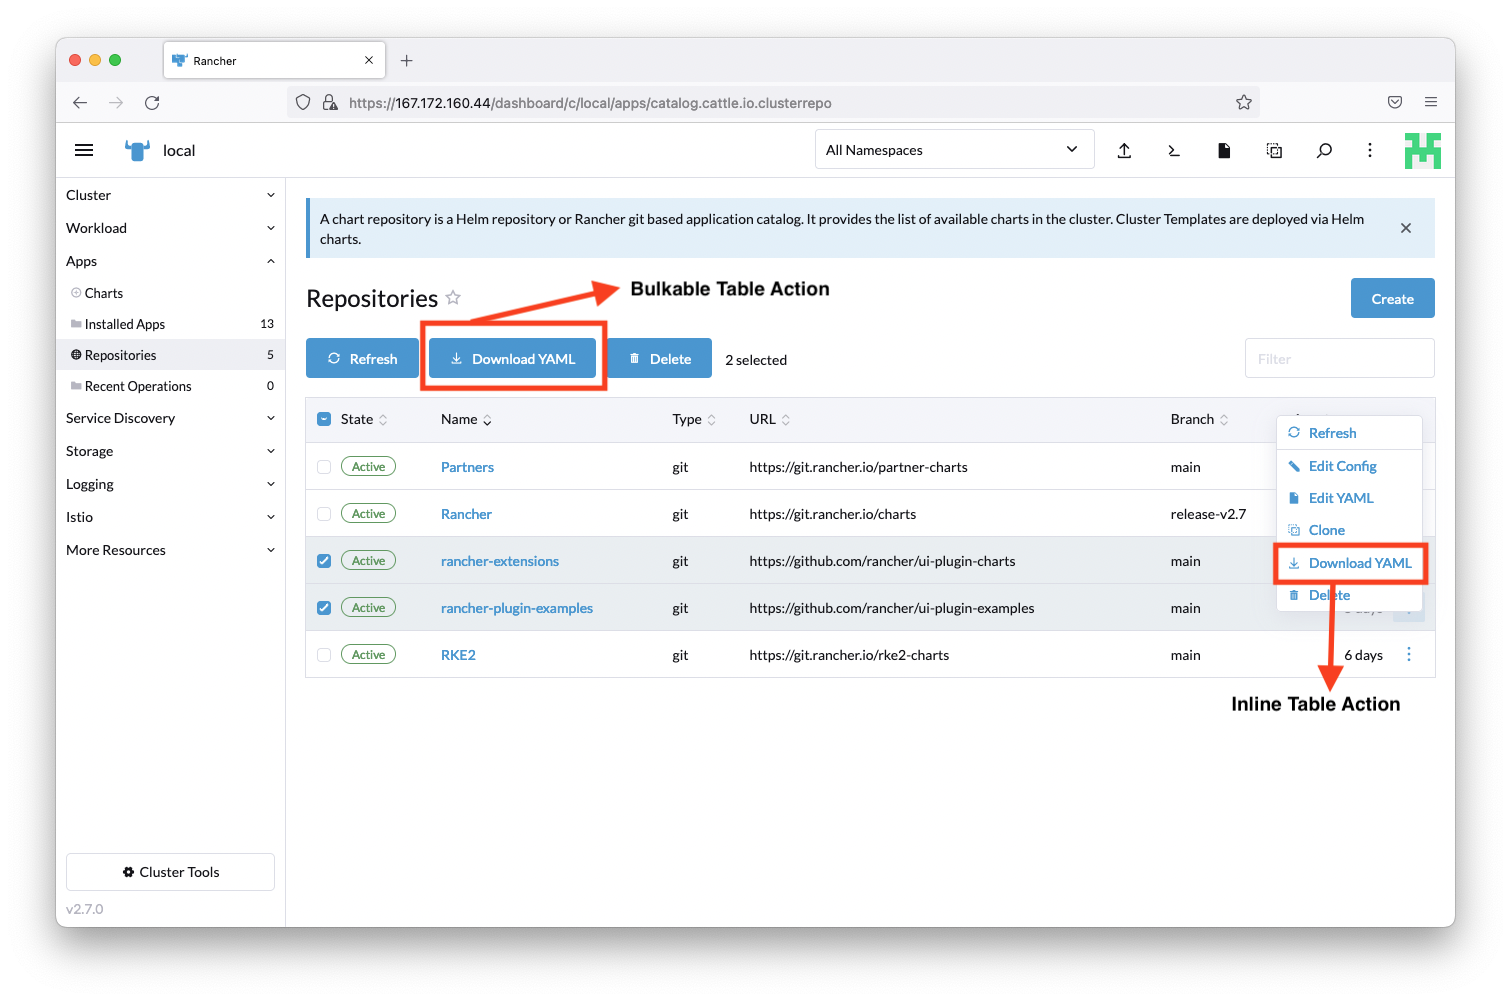 Rancher
https://167.172.160.44/dashboard/c/local/apps/catalog.cattle.io.clusterrepo
local
All Namespaces
Cluster
Workload
Apps
Charts
Installed Apps 13
Repositories 5
Recent Operations 0
Service Discovery
Storage
Logging
Istio
More Resources
Cluster Tools
v2.7.0
A chart repository is a Helm repository or Rancher git based application catalog. It provides the list of available charts in the cluster. Cluster Templates are deployed via Helm
charts.
Repositories
Bulkable Table Action
Create
Refresh Download YAML Delete 2 selected Filter
State Name Type URL Branch
Active Partners git https://git.rancher.io/partner-charts main
Active Rancher git https://git.rancher.io/charts release-v2.7
Active rancher-extensions git https://github.com/rancher/ui-plugin-charts main
Active rancher-plugin-examples git https://github.com/rancher/ui-plugin-examples main
Active RKE2 git https://git.rancher.io/rke2-charts main 6 days
Refresh
Edit Config
Edit YAML
Clone
Download YAML
Delete
Inline Table Action